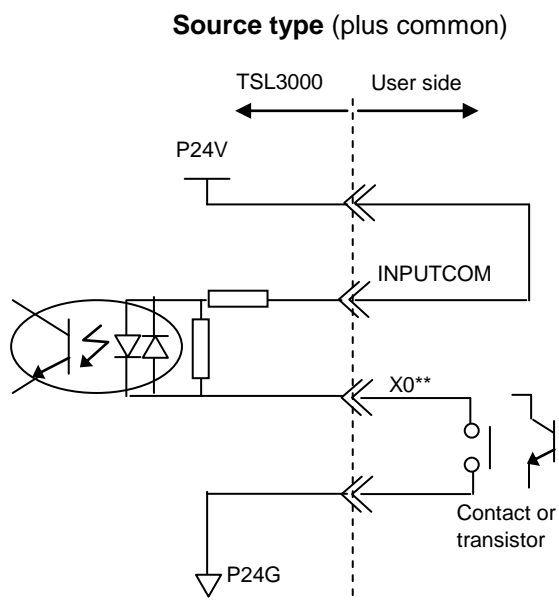 Source type (plus common)
TSL3000
User side
P24V
INPUTCOM
X0**
Contact or
transistor
P24G